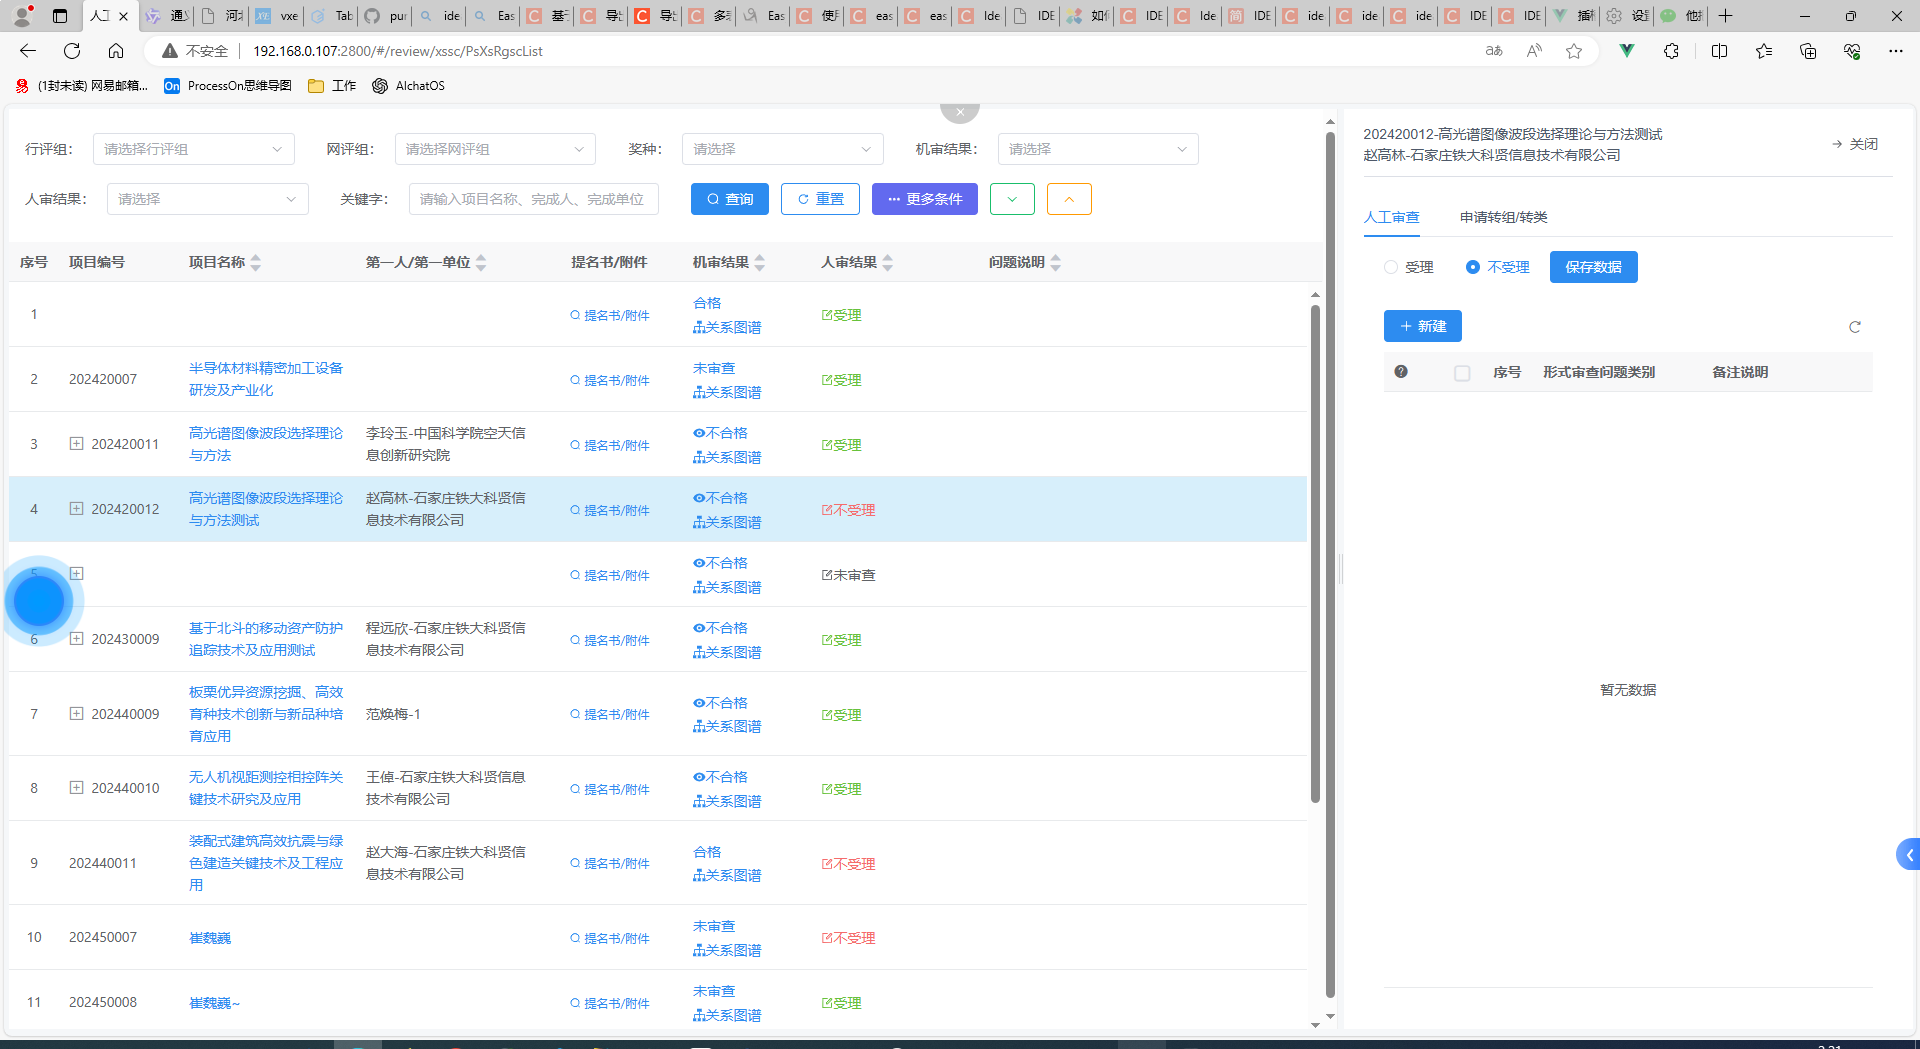 人工 通义 河北 vxe Tab pur ide Eas 基于 导出 导出 多表 Eas 使用 eas eas Ide IDE 如何 IDE Ide IDE ide ide ide IDE IDE 插件 设置
不安全 192.168.0.107:2800/#/review/xssc/PsXsRgscList
(1封未读) 网易邮箱... On ProcessOn思维导图 工作 AIchatOS
行评组: 请选择行评组 网评组: 请选择网评组 奖种: 请选择 机审结果: 请选择
人审结果: 请选择 关键字: 请输入项目名称、完成人、完成单位 查询 重置 更多条件
序号 项目编号 项目名称 第一人/第一单位 提名书/附件 机审结果 人审结果 问题说明
1 提名书/附件 合格 关系图谱 受理
2 202420007 半导体材料精密加工设备 提名书/附件 未审查 受理
研发及产业化 关系图谱
3 202420011 高光谱图像波段选择理论 李玲玉-中国科学院空天信 提名书/附件 不合格 受理
与方法 息创新研究院 关系图谱
4 202420012 高光谱图像波段选择理论 赵高林-石家庄铁大科贤信 提名书/附件 不合格 不受理
与方法测试 息技术有限公司 关系图谱
5 提名书/附件 不合格 未审查
关系图谱
6 202430009 基于北斗的移动资产防护 程远欣-石家庄铁大科贤信 提名书/附件 不合格 受理
追踪技术及应用测试 息技术有限公司 关系图谱
板栗优异资源挖掘、高效 不合格
7 202440009 育种技术创新与新品种培 范焕梅-1 提名书/附件 受理
育应用 关系图谱
8 202440010 无人机视距测控相控阵关 王倬-石家庄铁大科贤信息 提名书/附件 不合格 受理
键技术研究及应用 技术有限公司 关系图谱
装配式建筑高效抗震与绿 赵大海-石家庄铁大科贤信 合格
9 202440011 色建造关键技术及工程应 息技术有限公司 提名书/附件 不受理
用 关系图谱
10 202450007 崔魏巍 提名书/附件 未审查 不受理
关系图谱
11 202450008 崔魏巍~ 提名书/附件 未审查 受理
关系图谱
202420012-高光谱图像波段选择理论与方法测试
赵高林-石家庄铁大科贤信息技术有限公司
关闭
人工审查 申请转组/转类
受理 不受理 保存数据
新建
序号 形式审查问题类别 备注说明
暂无数据